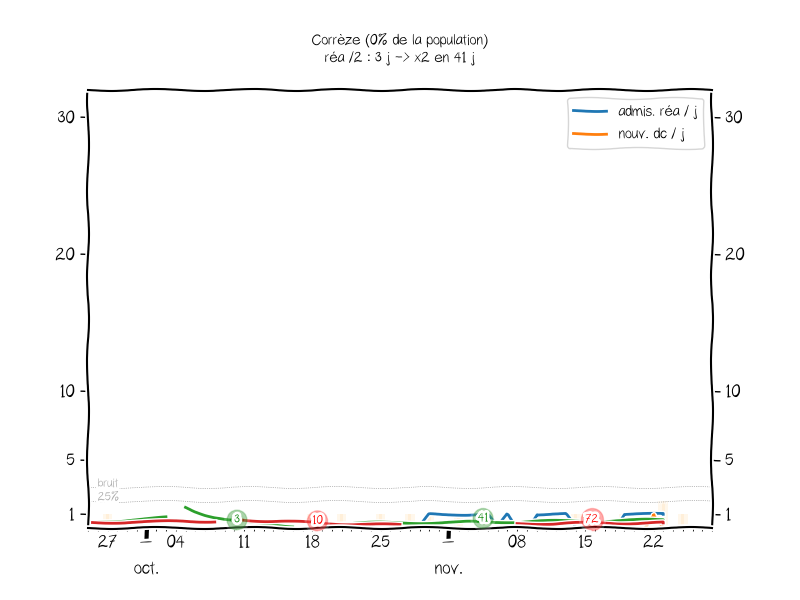 Corrèze (0% de la population)
réa /2 : 3 j -> x2 en 41 j
admis. réa / j
nouv. dc / j
30 30
20 20
10 10
5 5
bruit
25%
1 1
3 10 41 72
27 04 11 18 25 08 15 22
oct. nov.